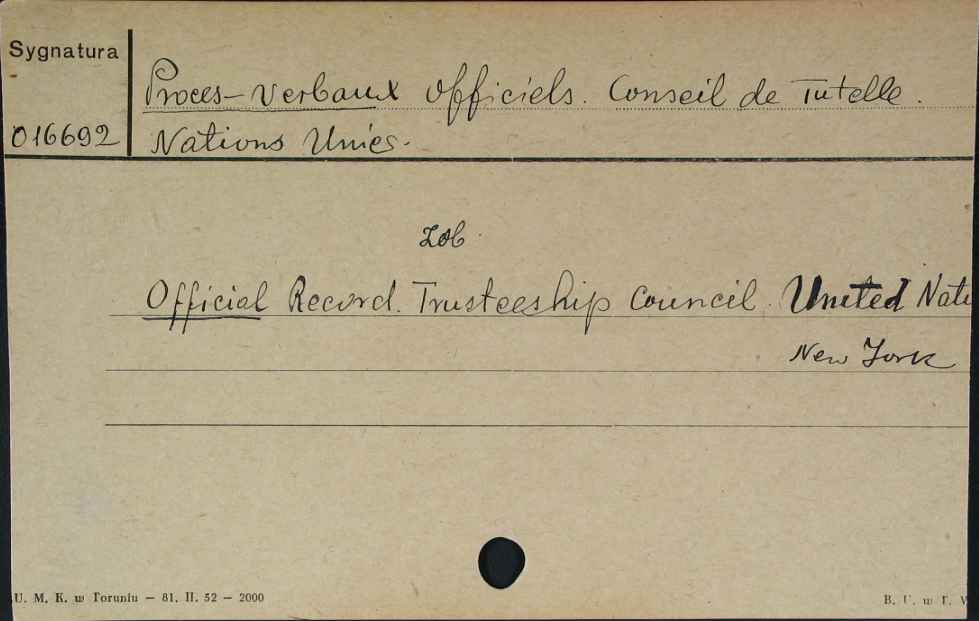 Sygnatura
016692
Proces-verbaux officiels. Conseil de Tutelle.
Nations Unies.
zob.
Official Record. Trusteeship Council. United Nati
New York
U. M. K. w Toruniu — 81. II. 52 — 2000
B. U. w T. W